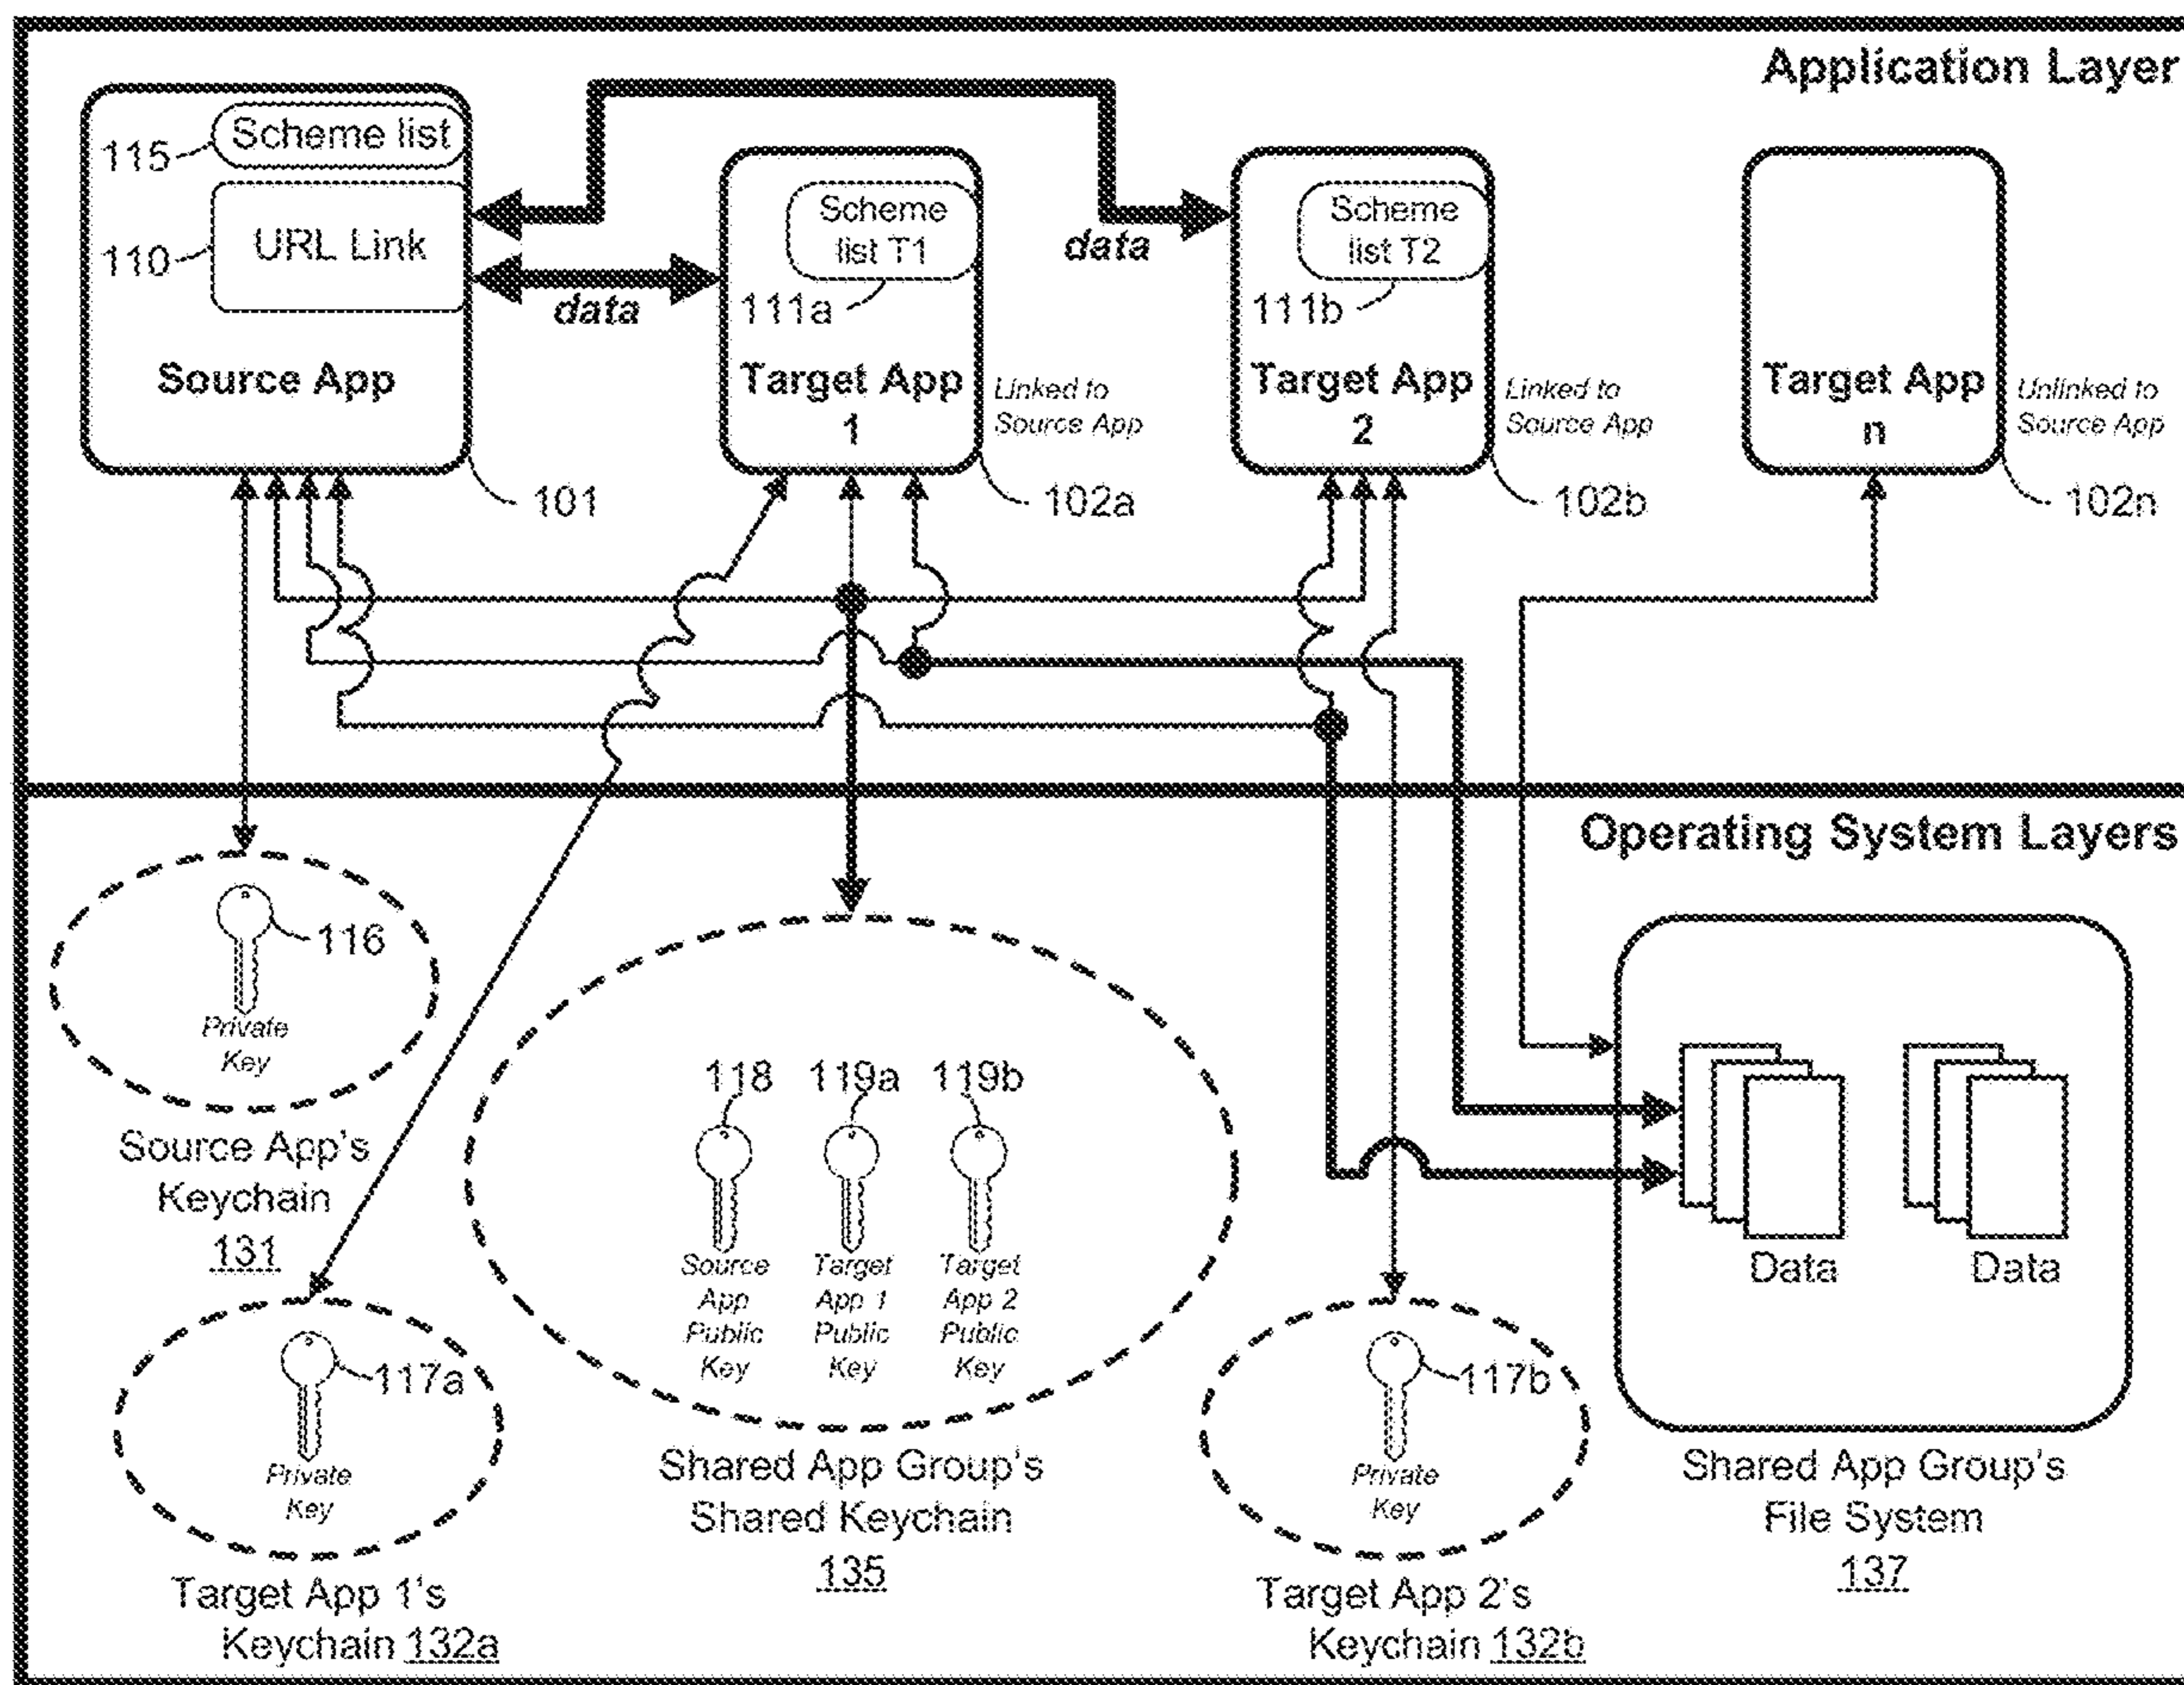 Application Layer
115
Scheme list
110
URL Link
Source App
101
data
Scheme
list T1
111a
Target App
1
Linked to
Source App
102a
data
Scheme
list T2
111b
Target App
2
Linked to
Source App
102b
Target App
n
Unlinked to
Source App
102n
Operating System Layers
116
Private
Key
Source App's
Keychain
131
117a
Private
Key
Target App 1's
Keychain 132a
118
119a
119b
Source
App
Public
Key
Target
App 1
Public
Key
Target
App 2
Public
Key
Shared App Group's
Shared Keychain
135
117b
Private
Key
Target App 2's
Keychain 132b
Data
Data
Shared App Group's
File System
137